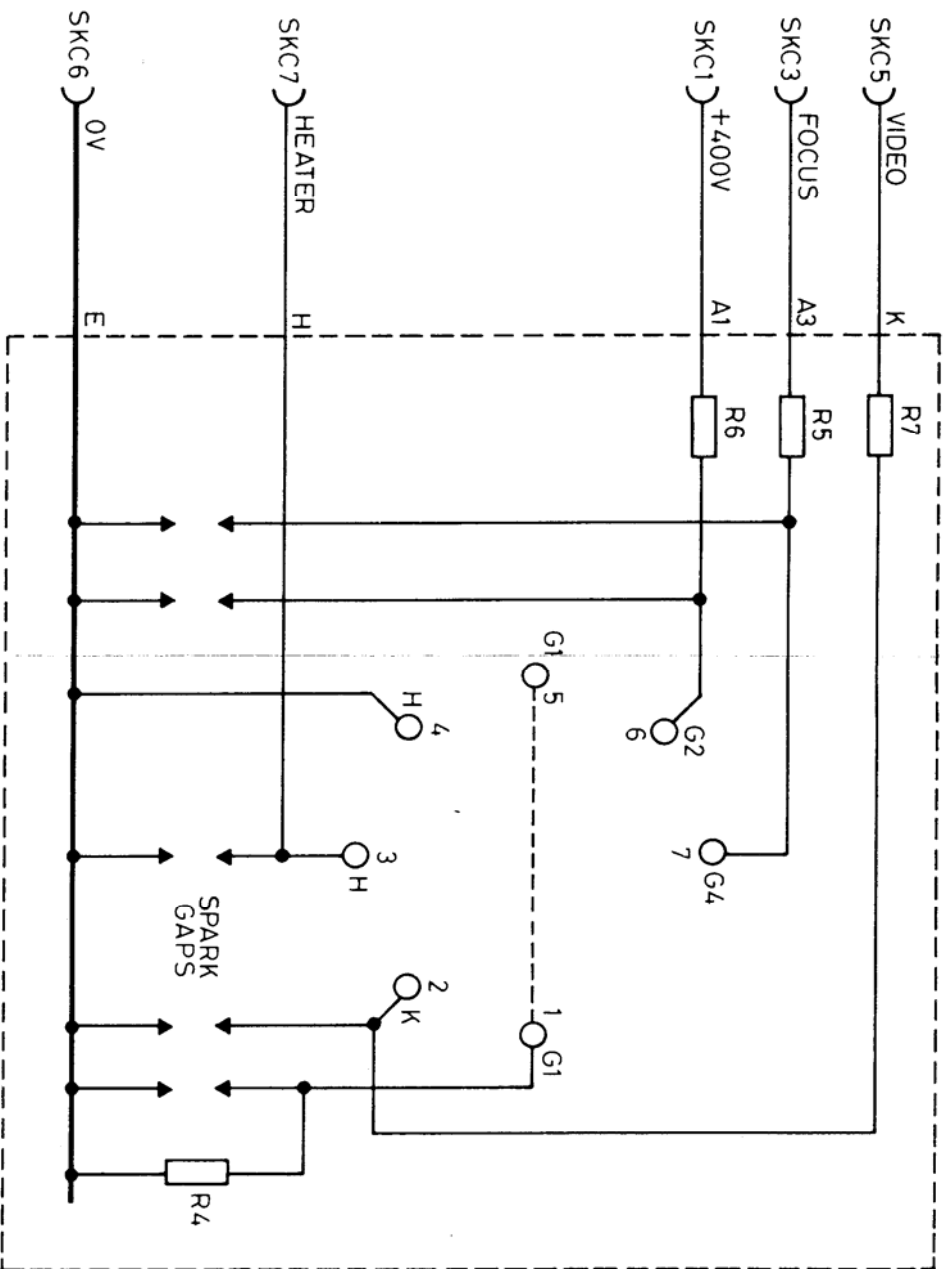 SKC6
0V
E
SKC7
HEATER
H
SKC1
+400V
A1
R6
SKC3
FOCUS
A3
R5
SKC5
VIDEO
K
R7
G1
5
H
4
6
G2
3
H
7
G4
SPARK
GAPS
2
K
1
G1
R4